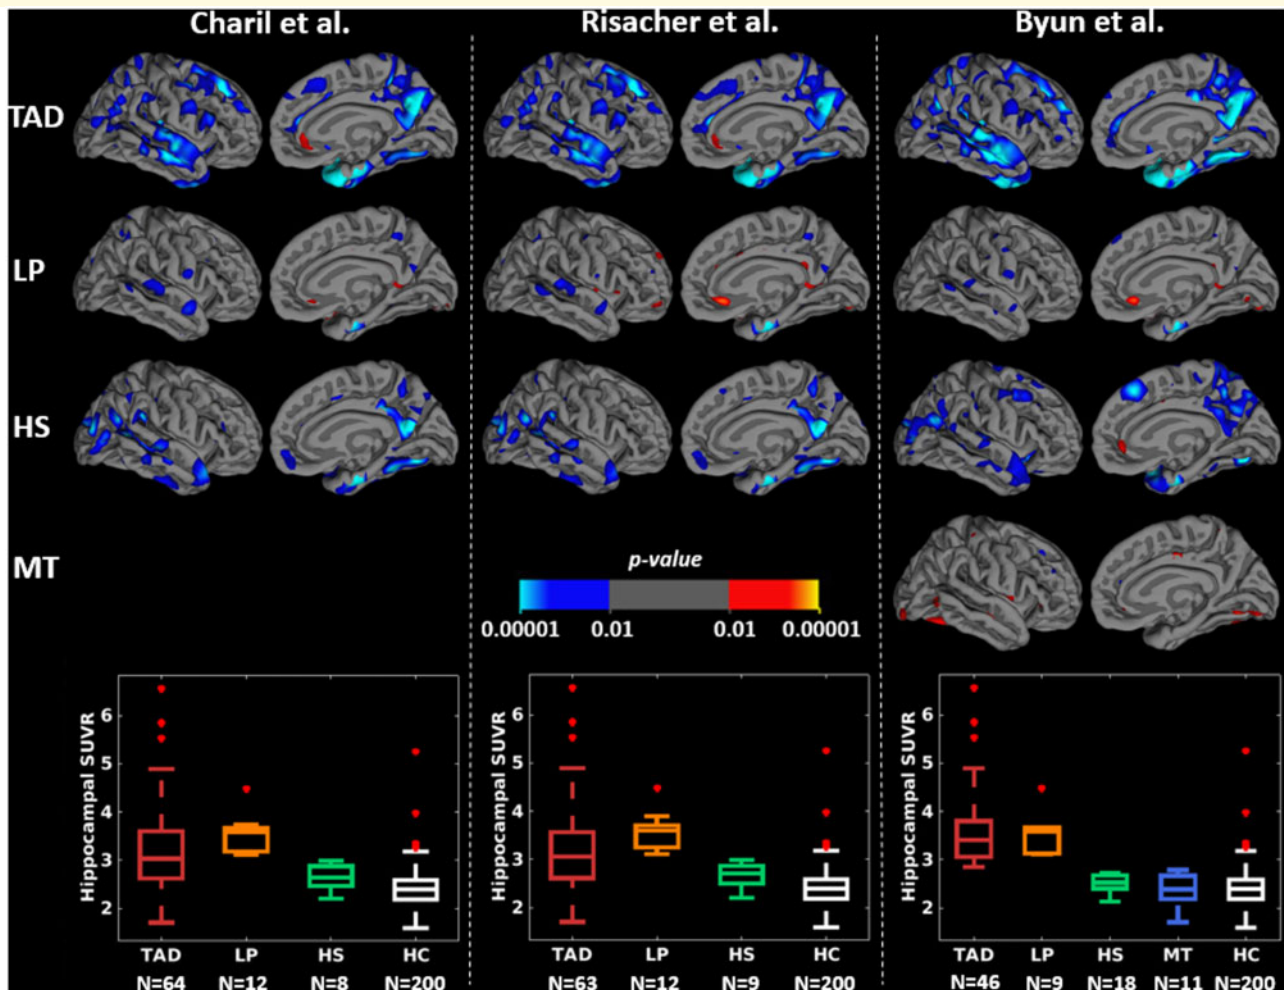 Charil et al. Risacher et al. Byun et al.
TAD
LP
HS
MT
p-value
0.00001 0.01 0.01 0.00001
Hippocampal SUVR
6
5
4
3
2
TAD LP HS HC
N=64 N=12 N=8 N=200
Hippocampal SUVR
6
5
4
3
2
TAD LP HS HC
N=63 N=12 N=9 N=200
Hippocampal SUVR
6
5
4
3
2
TAD LP HS MT HC
N=46 N=9 N=18 N=11 N=200